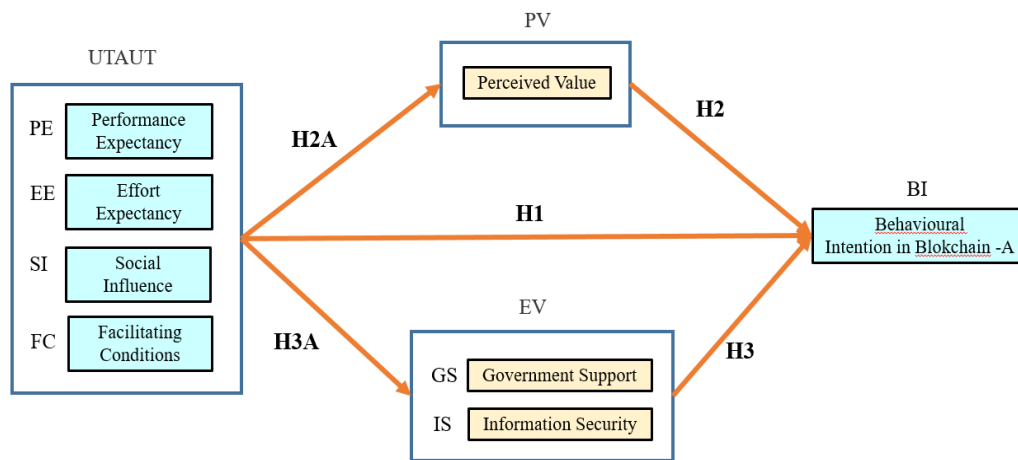 PV
UTAUT
Perceived Value
PE
Performance
Expectancy
H2A
H2
EE
Effort
Expectancy
BI
H1
Behavioural
Intention in Blokchain -A
SI
Social
Influence
EV
FC
Facilitating
Conditions
H3A
H3
GS
Government Support
IS
Information Security